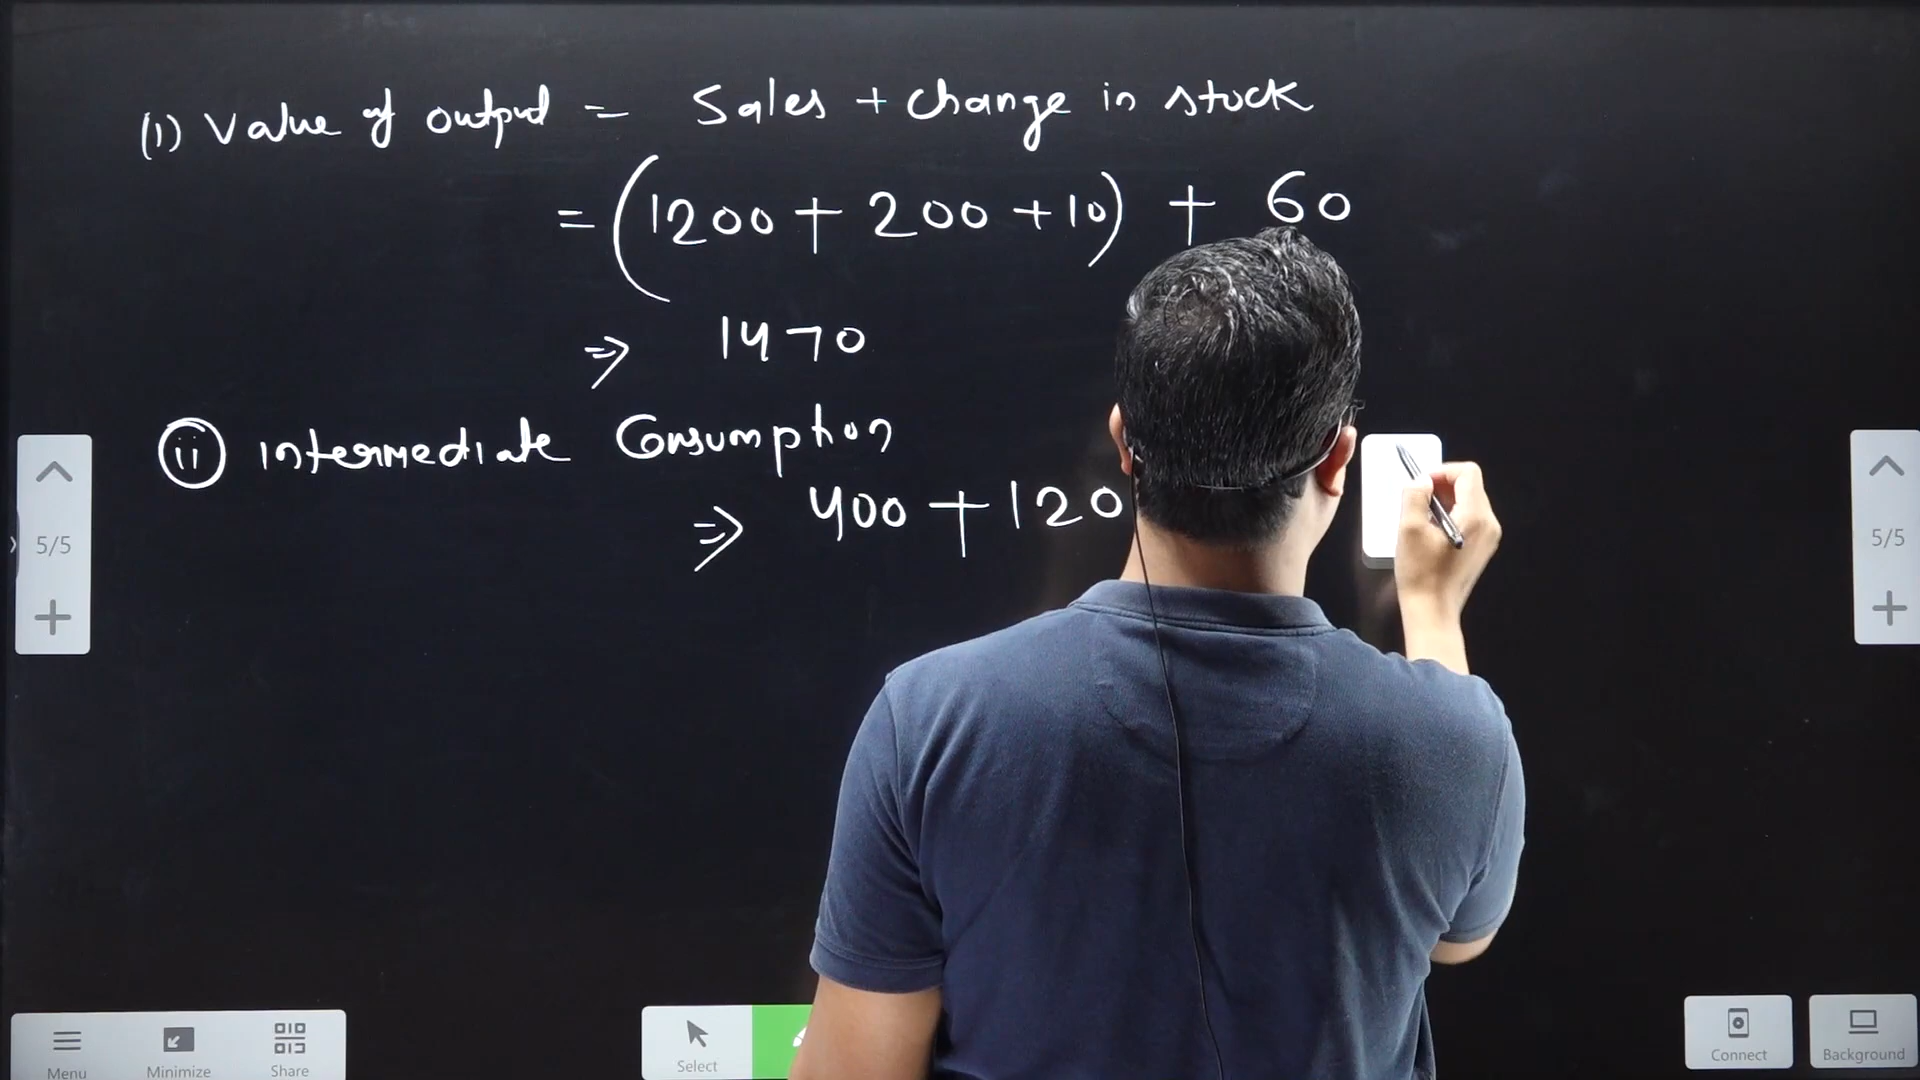 (1) Value of output = Sales + change in stock
= (1200 + 200 + 10) + 60
⇒ 1470
(ii) intermediate Consumption
⇒ 400 + 120
5/5
5/5
Menu
Minimize
Share
Select
Connect
Background